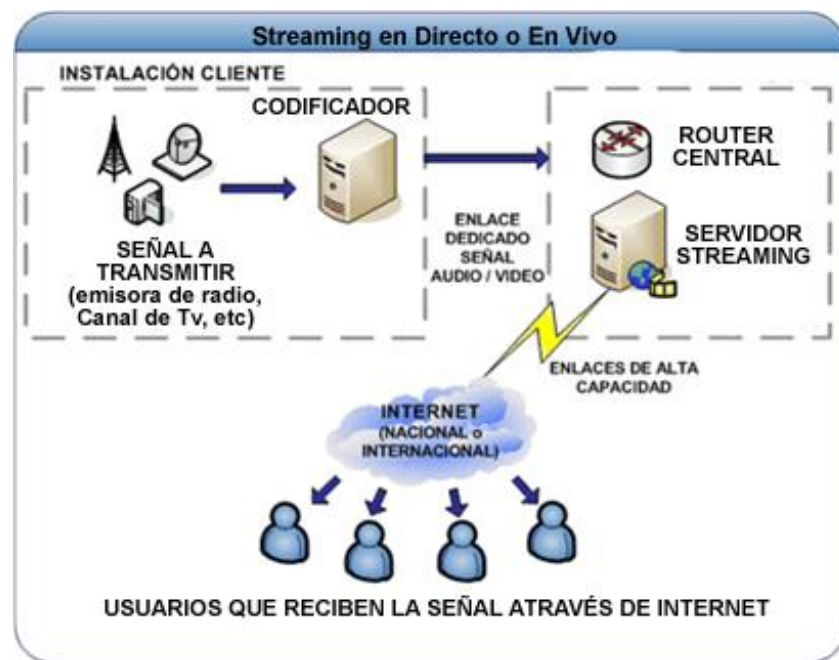 Streaming en Directo o En Vivo
INSTALACIÓN CLIENTE
CODIFICADOR
SEÑAL A
TRANSMITIR
(emisora de radio,
Canal de Tv, etc)
ENLACE
DEDICADO
SEÑAL
AUDIO / VIDEO
ROUTER
CENTRAL
SERVIDOR
STREAMING
ENLACES DE ALTA
CAPACIDAD
INTERNET
(NACIONAL o
INTERNACIONAL)
USUARIOS QUE RECIBEN LA SEÑAL ATRAVÉS DE INTERNET